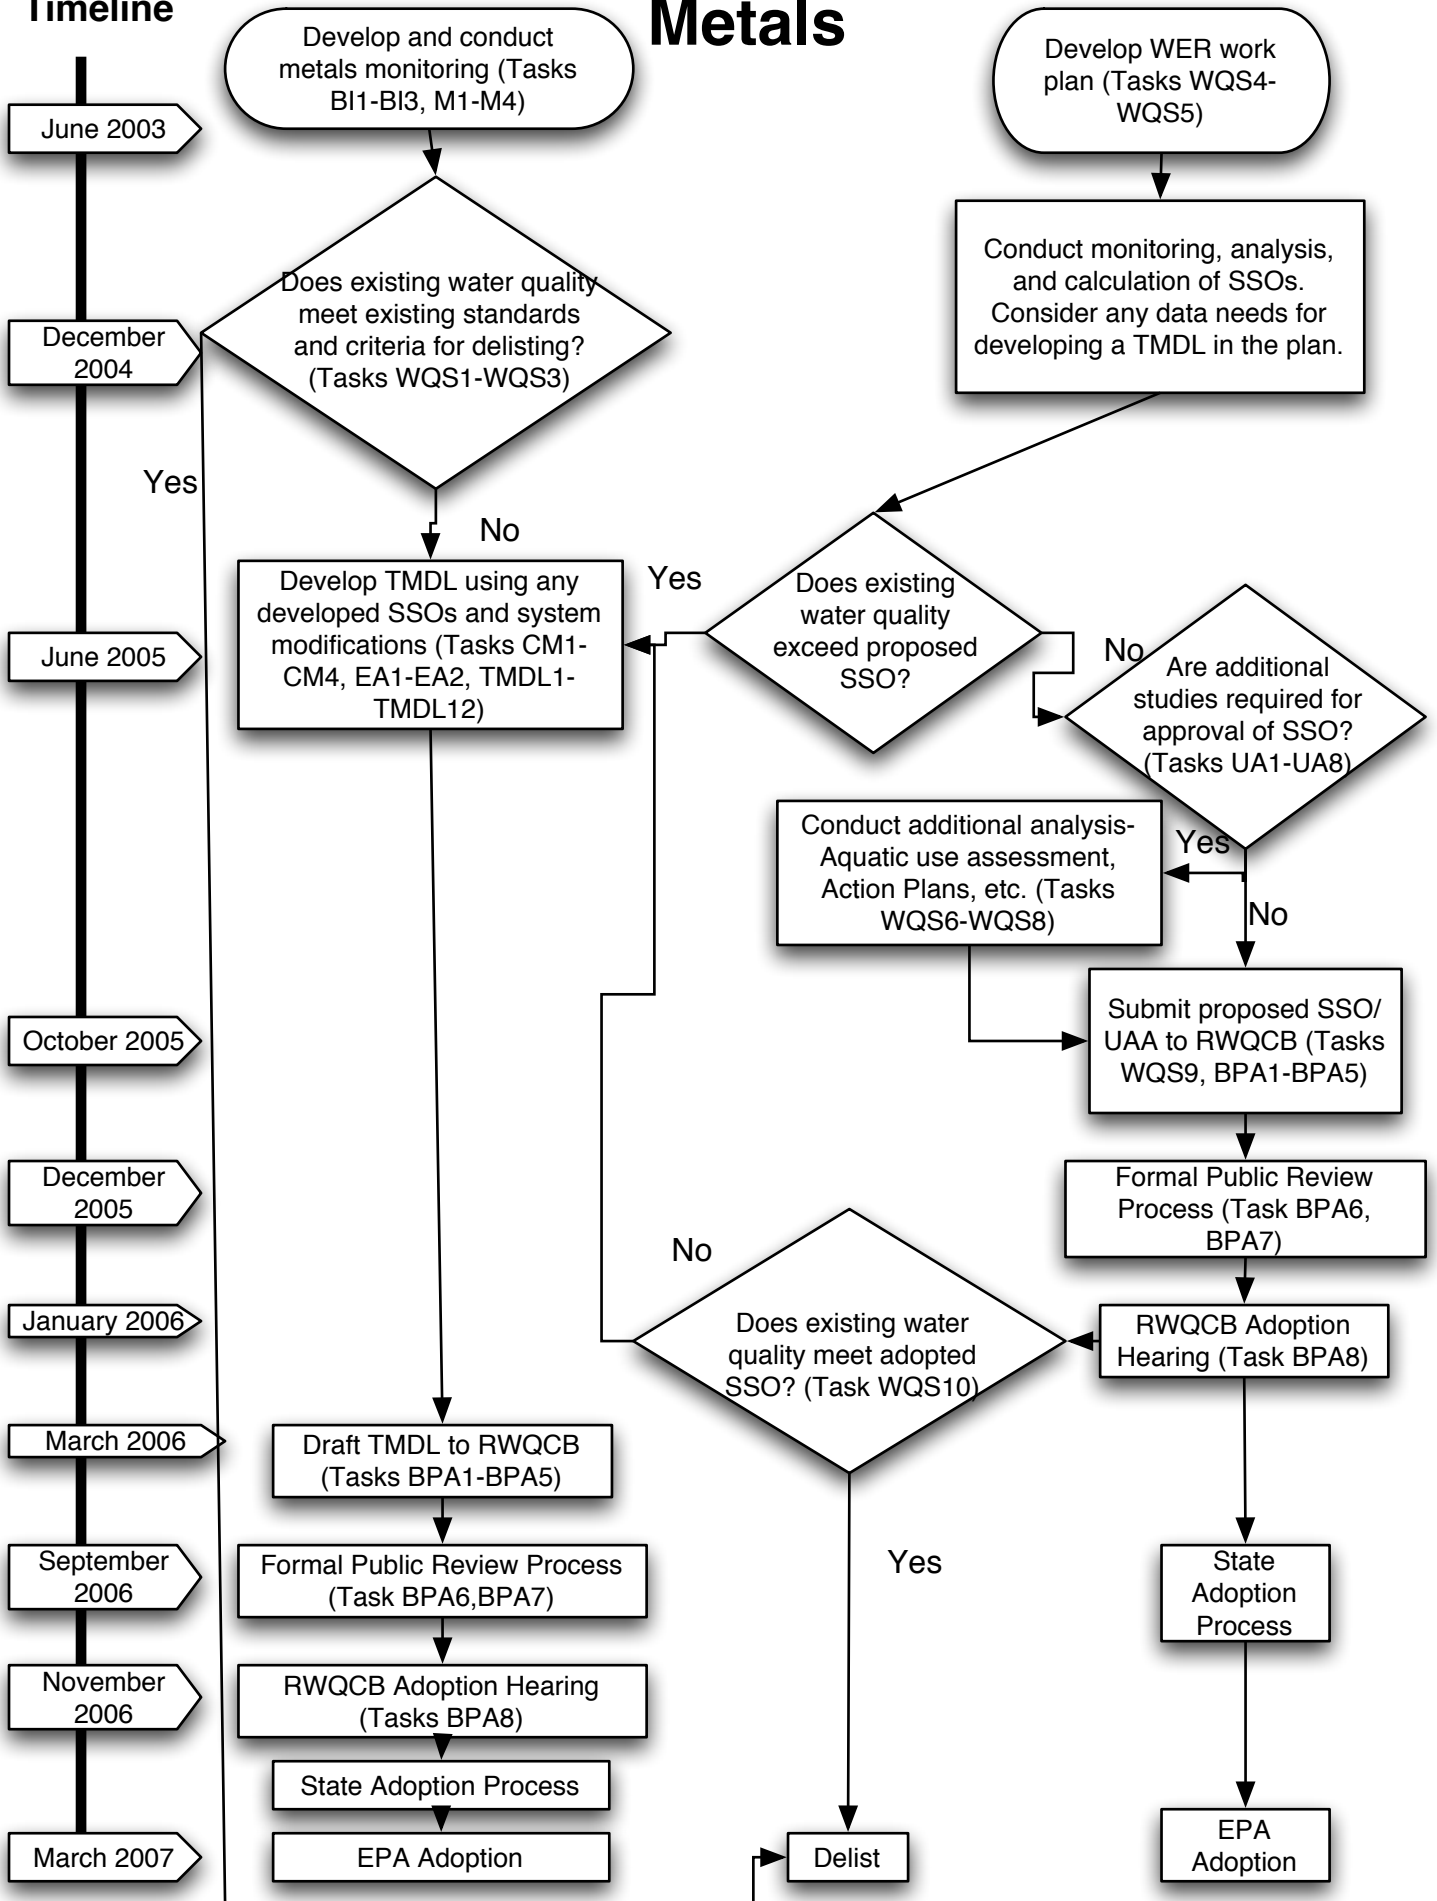 Timeline
Metals
June 2003
December
2004
June 2005
October 2005
December
2005
January 2006
March 2006
September
2006
November
2006
March 2007
Develop and conduct
metals monitoring (Tasks
BI1-BI3, M1-M4)
Does existing water quality
meet existing standards
and criteria for delisting?
(Tasks WQS1-WQS3)
Yes
No
Develop TMDL using any
developed SSOs and system
modifications (Tasks CM1-
CM4, EA1-EA2, TMDL1-
TMDL12)
Draft TMDL to RWQCB
(Tasks BPA1-BPA5)
Formal Public Review Process
(Task BPA6,BPA7)
RWQCB Adoption Hearing
(Tasks BPA8)
State Adoption Process
EPA Adoption
Develop WER work
plan (Tasks WQS4-
WQS5)
Conduct monitoring, analysis,
and calculation of SSOs.
Consider any data needs for
developing a TMDL in the plan.
Yes
Does existing
water quality
exceed proposed
SSO?
No
Are additional
studies required for
approval of SSO?
(Tasks UA1-UA8)
Yes
Conduct additional analysis-
Aquatic use assessment,
Action Plans, etc. (Tasks
WQS6-WQS8)
No
Submit proposed SSO/
UAA to RWQCB (Tasks
WQS9, BPA1-BPA5)
Formal Public Review
Process (Task BPA6,
BPA7)
RWQCB Adoption
Hearing (Task BPA8)
No
Does existing water
quality meet adopted
SSO? (Task WQS10)
Yes
Delist
State
Adoption
Process
EPA
Adoption